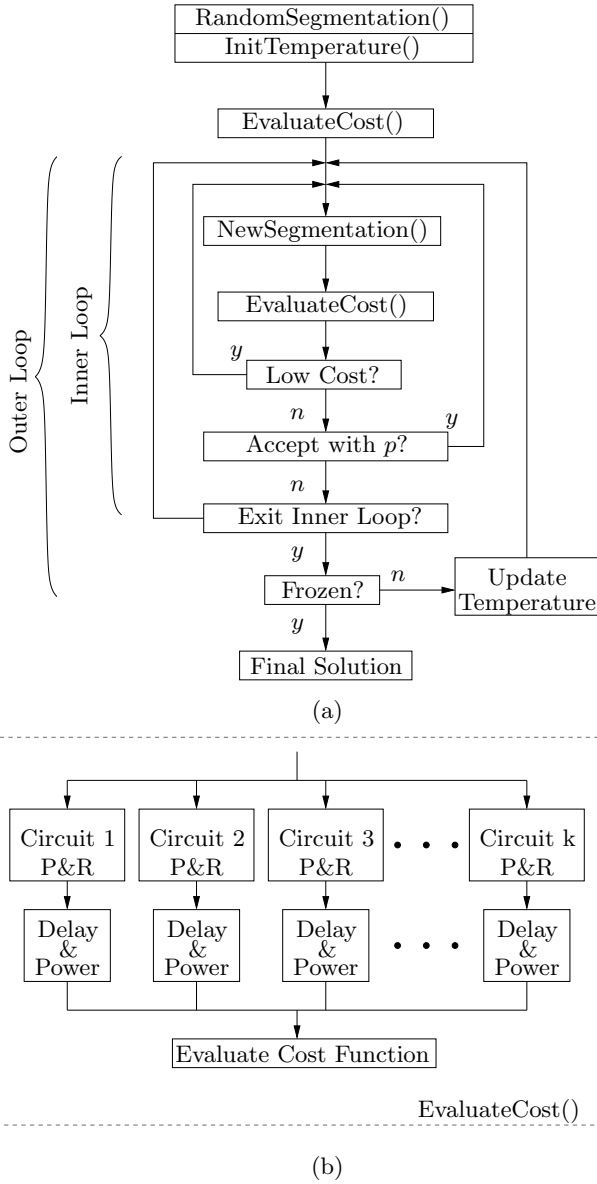 RandomSegmentation()
InitTemperature()
EvaluateCost()
NewSegmentation()
EvaluateCost()
y
Low Cost?
n
y
Accept with p?
n
Exit Inner Loop?
y
Frozen?
n
Update
Temperature
y
Final Solution
Outer Loop
Inner Loop
(a)
Circuit 1
P&R
Circuit 2
P&R
Circuit 3
P&R
Circuit k
P&R
Delay
&
Power
Delay
&
Power
Delay
&
Power
Delay
&
Power
Evaluate Cost Function
EvaluateCost()
(b)